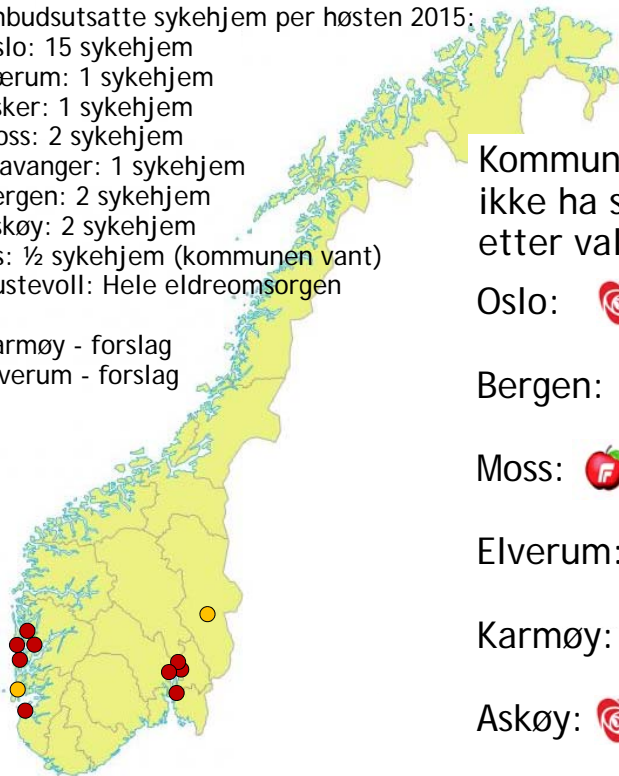 nbudsutsatte sykehjem per høsten 2015:
slo: 15 sykehjem
ærum: 1 sykehjem
sker: 1 sykehjem
oss: 2 sykehjem
avanger: 1 sykehjem
ergen: 2 sykehjem
skøy: 2 sykehjem
s: ½ sykehjem (kommunen vant)
ustevoll: Hele eldreomsorgen
armøy - forslag
verum - forslag
Kommun
ikke ha s
etter val
Oslo:
Bergen:
Moss:
Elverum:
Karmøy:
Askøy: